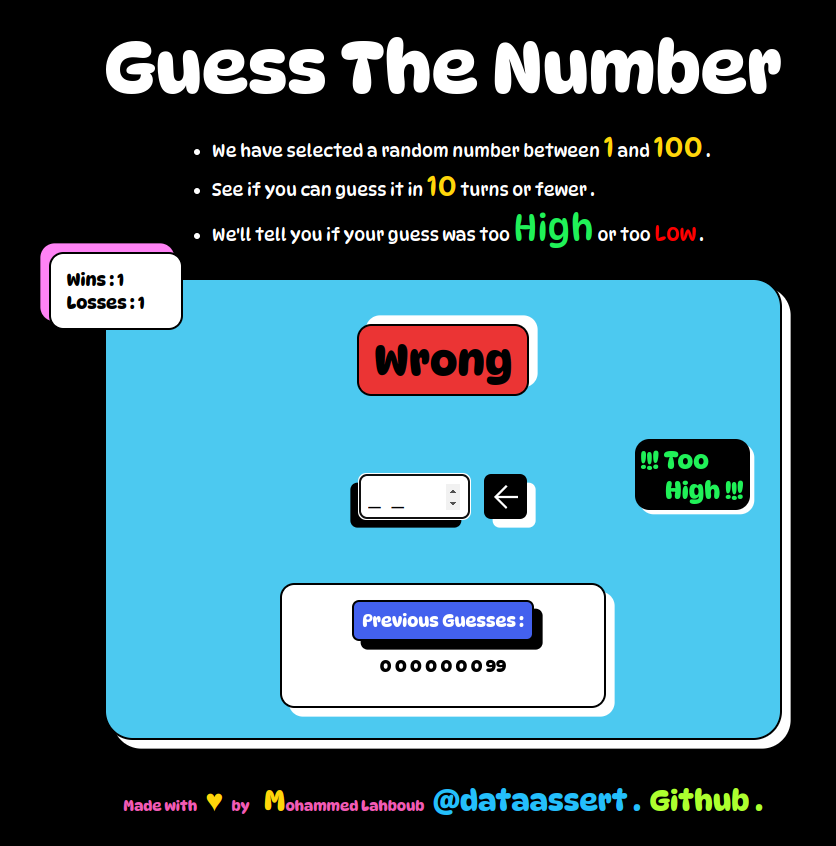 Guess The Number
We have selected a random number between 1 and 100 .
See if you can guess it in 10 turns or fewer .
We'll tell you if your guess was too High or too Low .
Wins : 1
Losses : 1
Wrong
!!! Too
High !!!
_ _
Previous Guesses :
0 0 0 0 0 0 0 99
Made with ♥ by Mohammed Lahboub @dataassert . Github .